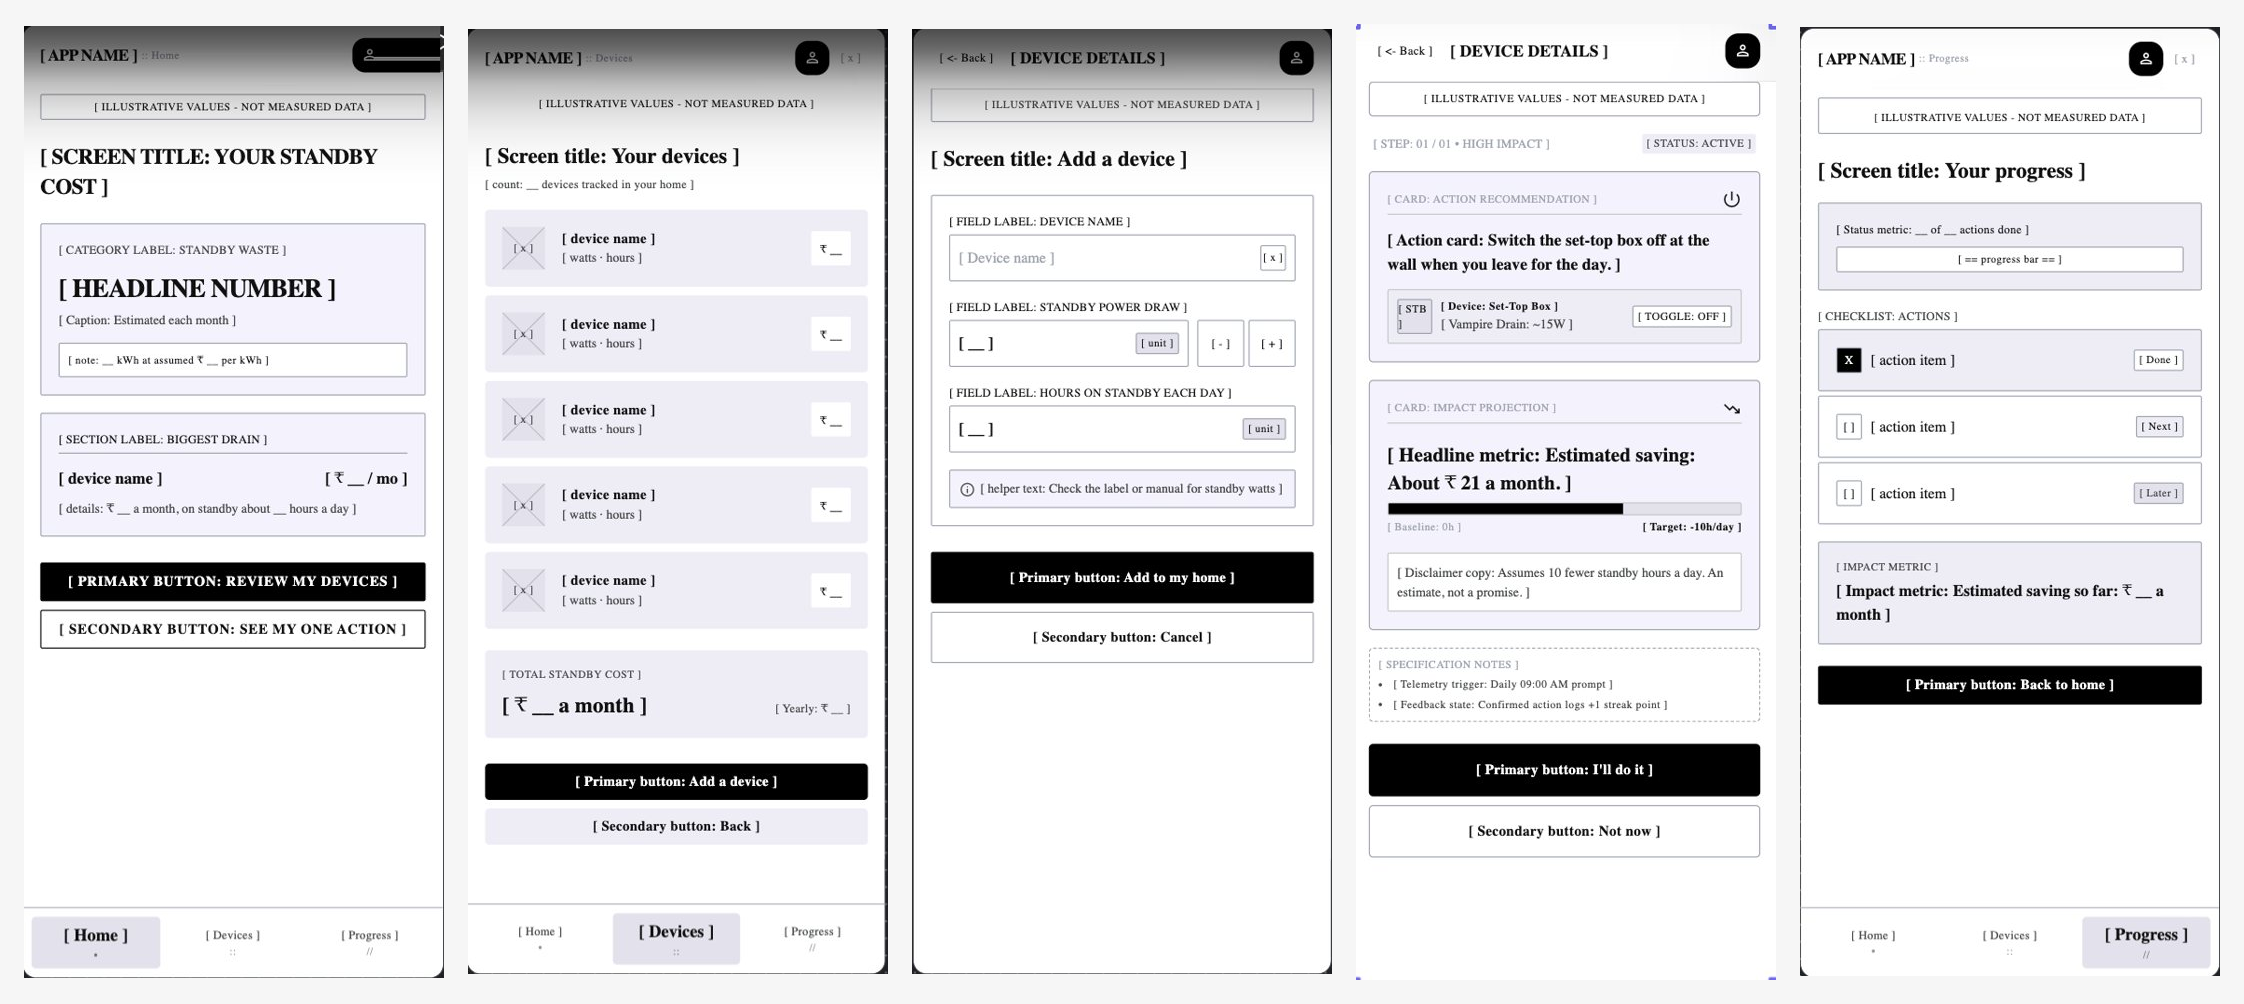 [ APP NAME ] :: Home
[ ILLUSTRATIVE VALUES - NOT MEASURED DATA ]
[ SCREEN TITLE: YOUR STANDBY
COST ]
[ CATEGORY LABEL: STANDBY WASTE ]
[ HEADLINE NUMBER ]
[ Caption: Estimated each month ]
[ note: __ kWh at assumed ₹ __ per kWh ]
[ SECTION LABEL: BIGGEST DRAIN ]
[ device name ] [ ₹ __ / mo ]
[ details: ₹ __ a month, on standby about __ hours a day ]
[ PRIMARY BUTTON: REVIEW MY DEVICES ]
[ SECONDARY BUTTON: SEE MY ONE ACTION ]
[ Home ] [ Devices ] [ Progress ]
• :: //
[ APP NAME ] :: Devices [ x ]
[ ILLUSTRATIVE VALUES - NOT MEASURED DATA ]
[ Screen title: Your devices ]
[ count: __ devices tracked in your home ]
[ x ] [ device name ] ₹ __
[ watts · hours ]
[ x ] [ device name ] ₹ __
[ watts · hours ]
[ x ] [ device name ] ₹ __
[ watts · hours ]
[ x ] [ device name ] ₹ __
[ watts · hours ]
[ x ] [ device name ] ₹ __
[ watts · hours ]
[ TOTAL STANDBY COST ]
[ ₹ __ a month ] [ Yearly: ₹ __ ]
[ Primary button: Add a device ]
[ Secondary button: Back ]
[ Home ] [ Devices ] [ Progress ]
• :: //
[ <- Back ] [ DEVICE DETAILS ]
[ ILLUSTRATIVE VALUES - NOT MEASURED DATA ]
[ Screen title: Add a device ]
[ FIELD LABEL: DEVICE NAME ]
[ Device name ] [ x ]
[ FIELD LABEL: STANDBY POWER DRAW ]
[ __ ] [ unit ] [ - ] [ + ]
[ FIELD LABEL: HOURS ON STANDBY EACH DAY ]
[ __ ] [ unit ]
[ helper text: Check the label or manual for standby watts ]
[ Primary button: Add to my home ]
[ Secondary button: Cancel ]
[ <- Back ] [ DEVICE DETAILS ]
[ ILLUSTRATIVE VALUES - NOT MEASURED DATA ]
[ STEP: 01 / 01 • HIGH IMPACT ] [ STATUS: ACTIVE ]
[ CARD: ACTION RECOMMENDATION ]
[ Action card: Switch the set-top box off at the
wall when you leave for the day. ]
[ STB
]
[ Device: Set-Top Box ]
[ Vampire Drain: ~15W ]
[ TOGGLE: OFF ]
[ CARD: IMPACT PROJECTION ]
[ Headline metric: Estimated saving:
About ₹ 21 a month. ]
[ Baseline: 0h ] [ Target: -10h/day ]
[ Disclaimer copy: Assumes 10 fewer standby hours a day. An
estimate, not a promise. ]
[ SPECIFICATION NOTES ]
• [ Telemetry trigger: Daily 09:00 AM prompt ]
• [ Feedback state: Confirmed action logs +1 streak point ]
[ Primary button: I'll do it ]
[ Secondary button: Not now ]
[ APP NAME ] :: Progress [ x ]
[ ILLUSTRATIVE VALUES - NOT MEASURED DATA ]
[ Screen title: Your progress ]
[ Status metric: __ of __ actions done ]
[ == progress bar == ]
[ CHECKLIST: ACTIONS ]
X [ action item ] [ Done ]
[ ] [ action item ] [ Next ]
[ ] [ action item ] [ Later ]
[ IMPACT METRIC ]
[ Impact metric: Estimated saving so far: ₹ __ a
month ]
[ Primary button: Back to home ]
[ Home ] [ Devices ] [ Progress ]
• :: //